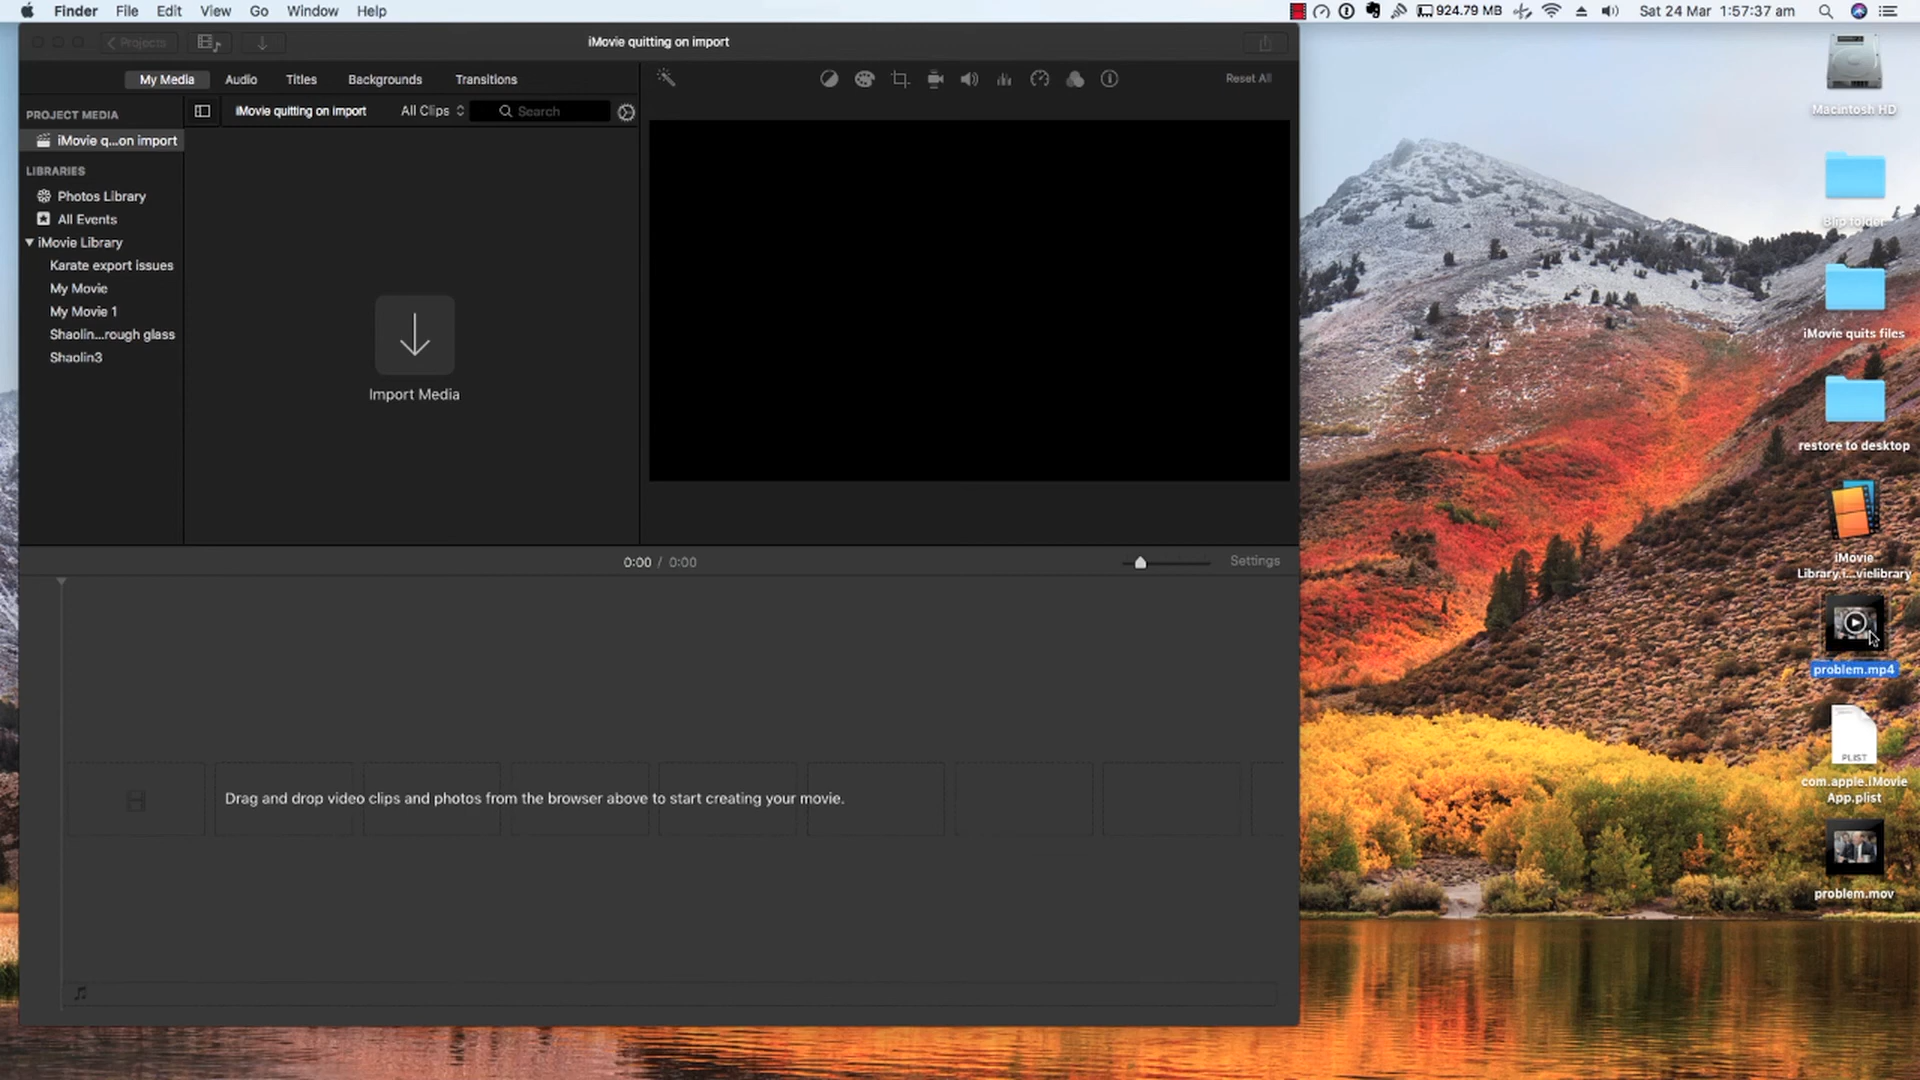 Finder File Edit View Go Window Help
924.79 MB Sat 24 Mar 1:57:37 am
Projects
iMovie quitting on import
My Media Audio Titles Backgrounds Transitions
Reset All
PROJECT MEDIA
iMovie quitting on import All Clips Search
iMovie q...on import
LIBRARIES
Photos Library
All Events
iMovie Library
Karate export issues
My Movie
My Movie 1
Shaolin...rough glass
Shaolin3
Import Media
0:00 / 0:00
Settings
Drag and drop video clips and photos from the browser above to start creating your movie.
Macintosh HD
Blip folder
iMovie quits files
restore to desktop
iMovie
Library.i...vielibrary
problem.mp4
PLIST
com.apple.iMovie
App.plist
problem.mov